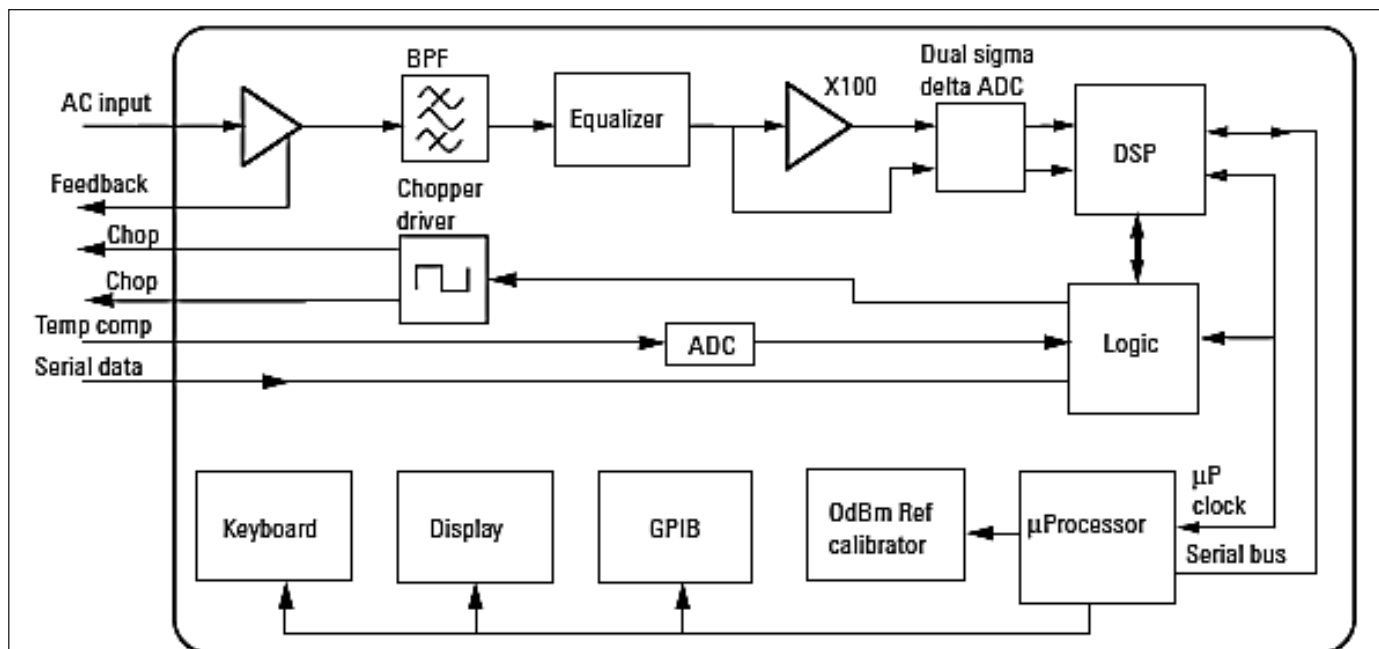 BPF
Dual sigma
delta ADC
X100
AC input
Equalizer
DSP
Feedback
Chopper
driver
Chop
Chop
Temp comp
ADC
Logic
Serial data
Keyboard
Display
GPIB
OdBm Ref
calibrator
μProcessor
μP
clock
Serial bus